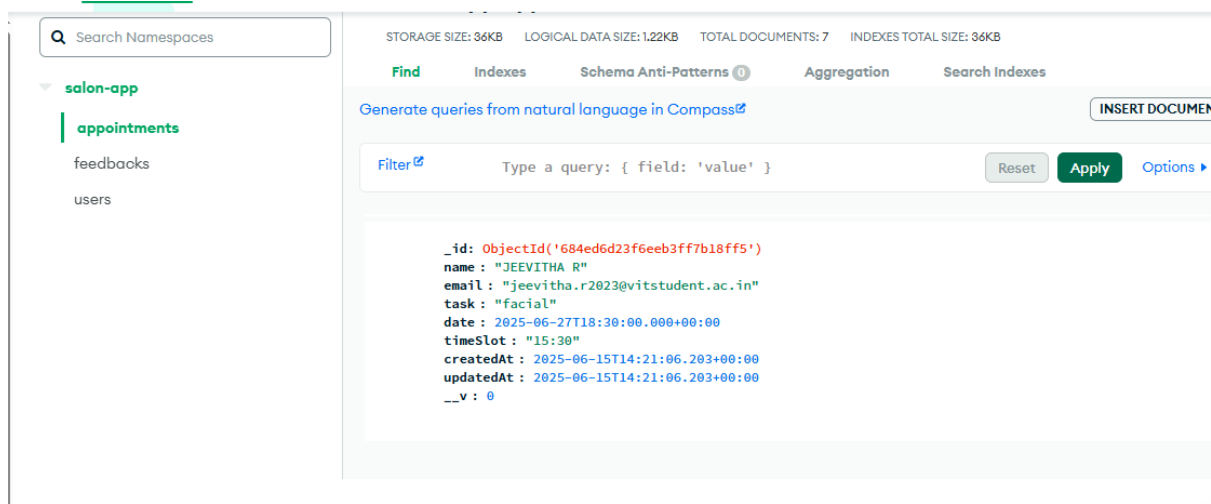 Search Namespaces
STORAGE SIZE: 36KB LOGICAL DATA SIZE: 1.22KB TOTAL DOCUMENTS: 7 INDEXES TOTAL SIZE: 36KB
Find Indexes Schema Anti-Patterns 0 Aggregation Search Indexes
salon-app
Generate queries from natural language in Compass
INSERT DOCUMEN
appointments
feedbacks
users
Filter Type a query: { field: 'value' } Reset Apply Options
_id: ObjectId('684ed6d23f6eeb3ff7b18ff5')
name : "JEEVITHA R"
email : "jeevitha.r2023@vitstudent.ac.in"
task : "facial"
date : 2025-06-27T18:30:00.000+00:00
timeSlot : "15:30"
createdAt : 2025-06-15T14:21:06.203+00:00
updatedAt : 2025-06-15T14:21:06.203+00:00
__v : 0